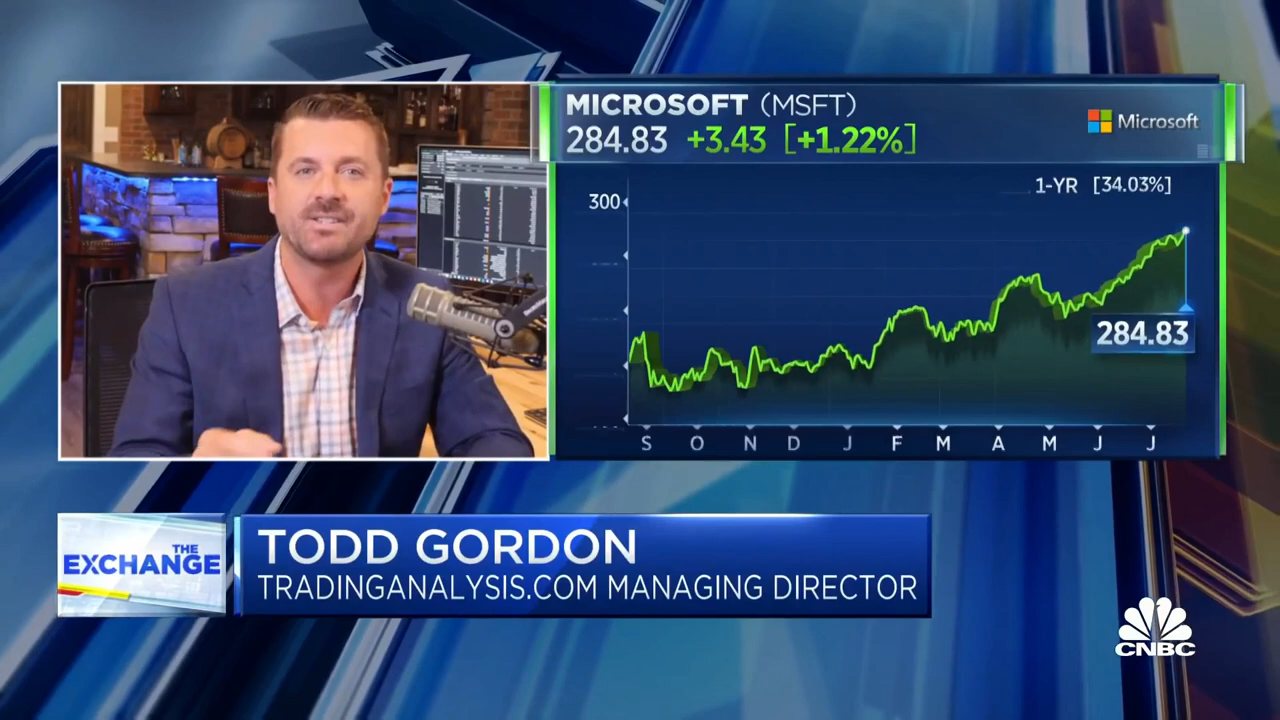 MICROSOFT (MSFT)
284.83 +3.43 [+1.22%]
Microsoft
1-YR [34.03%]
300
284.83
S O N D J F M A M J J
THE
EXCHANGE
TODD GORDON
TRADINGANALYSIS.COM MANAGING DIRECTOR
CNBC